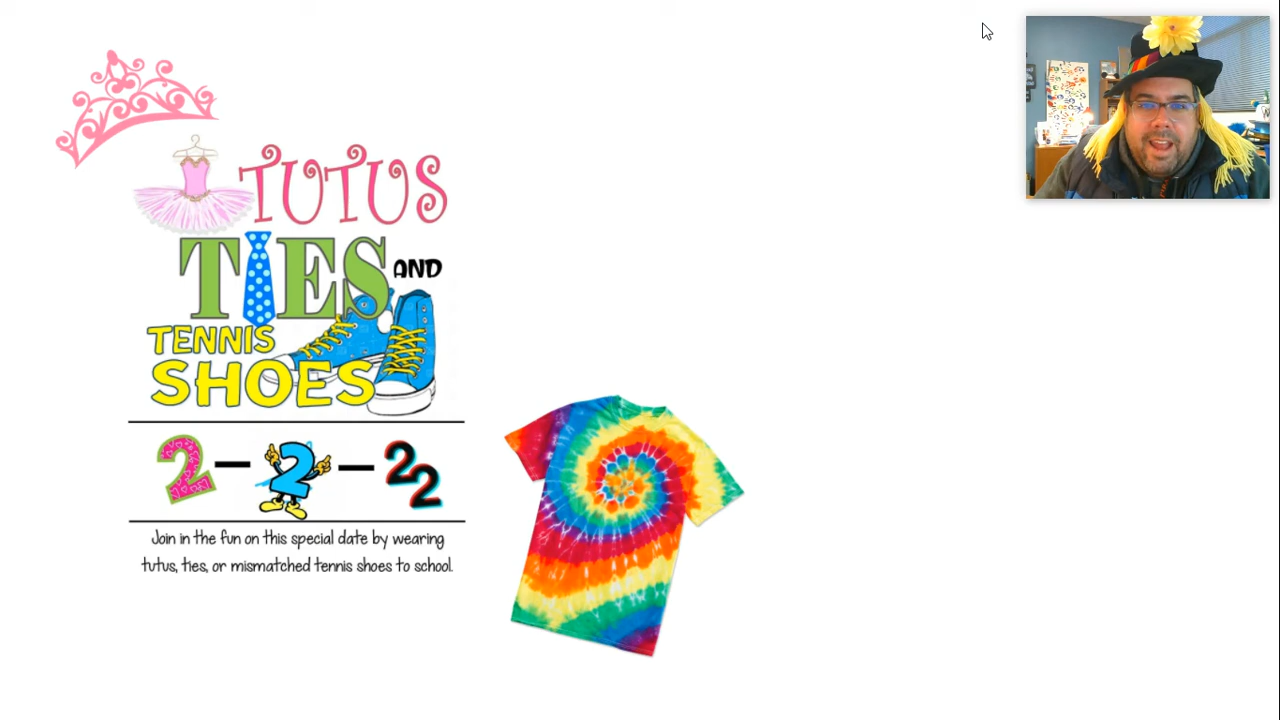 TUTUS
TIES AND
TENNIS
SHOES
2-2-22
Join in the fun on this special date by wearing
tutus, ties, or mismatched tennis shoes to school.